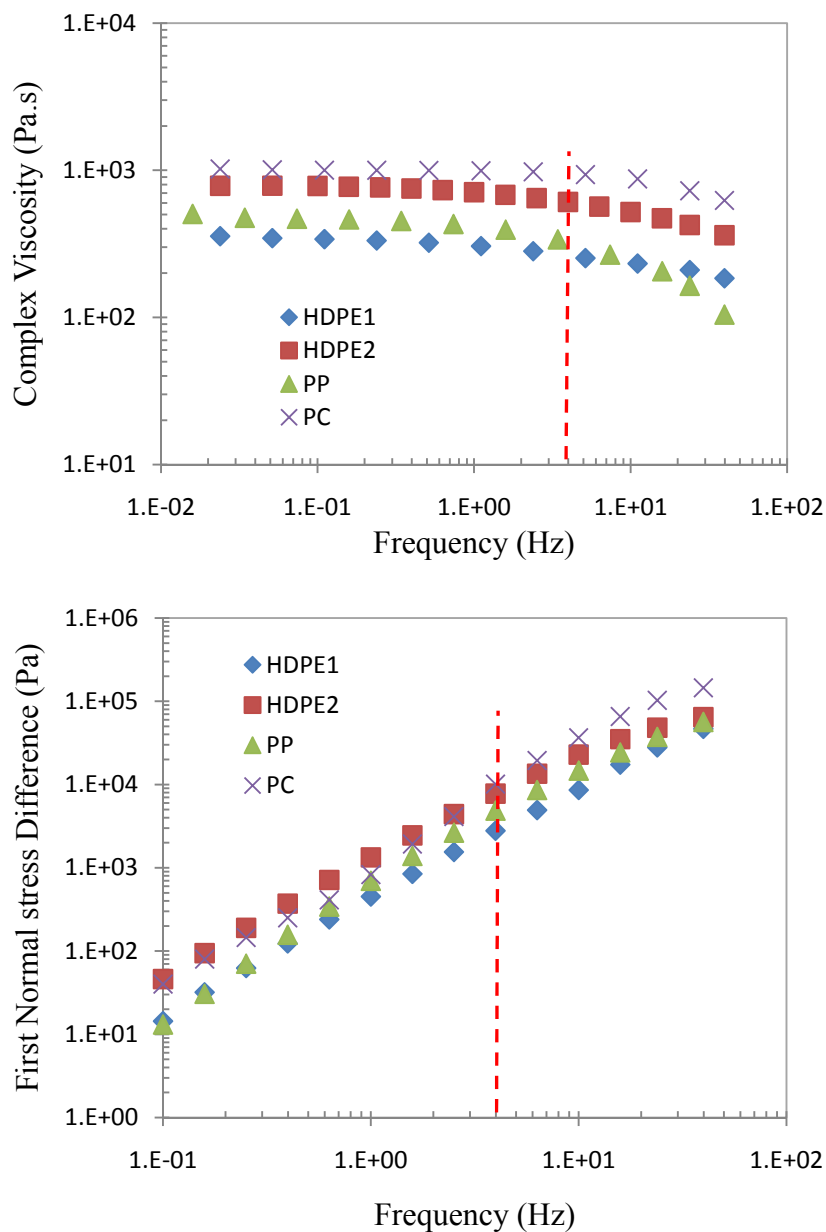 1.E+04
1.E+03
1.E+02
1.E+01
Complex Viscosity (Pa.s)
HDPE1
HDPE2
PP
PC
1.E-02
1.E-01
1.E+00
1.E+01
1.E+02
Frequency (Hz)
1.E+06
1.E+05
1.E+04
1.E+03
1.E+02
1.E+01
1.E+00
First Normal stress Difference (Pa)
HDPE1
HDPE2
PP
PC
1.E-01
1.E+00
1.E+01
1.E+02
Frequency (Hz)